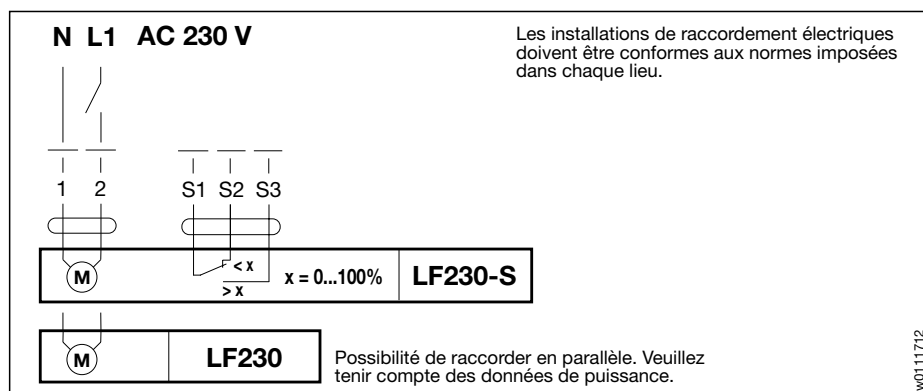 N L1 AC 230 V
Les installations de raccordement électriques
doivent être conformes aux normes imposées
dans chaque lieu.
1 2 S1 S2 S3
M
< x
> x
x = 0...100%
LF230-S
M
LF230
Possibilité de raccorder en parallèle. Veuillez
tenir compte des données de puissance.
w0111712